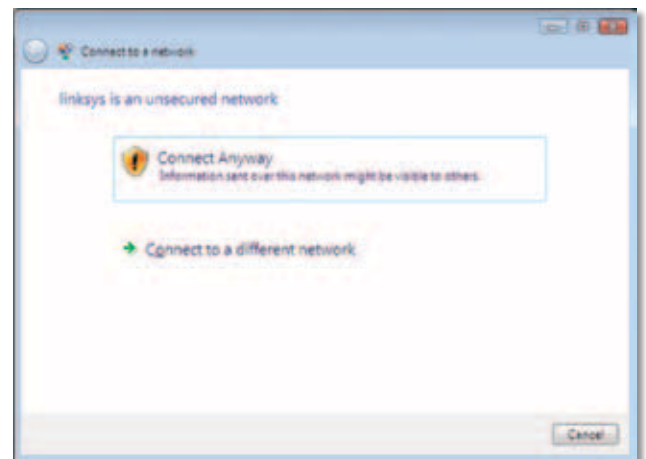 Connect to a network
linksys is an unsecured network
Connect Anyway
Information sent over this network might be visible to others.
Connect to a different network
Cancel